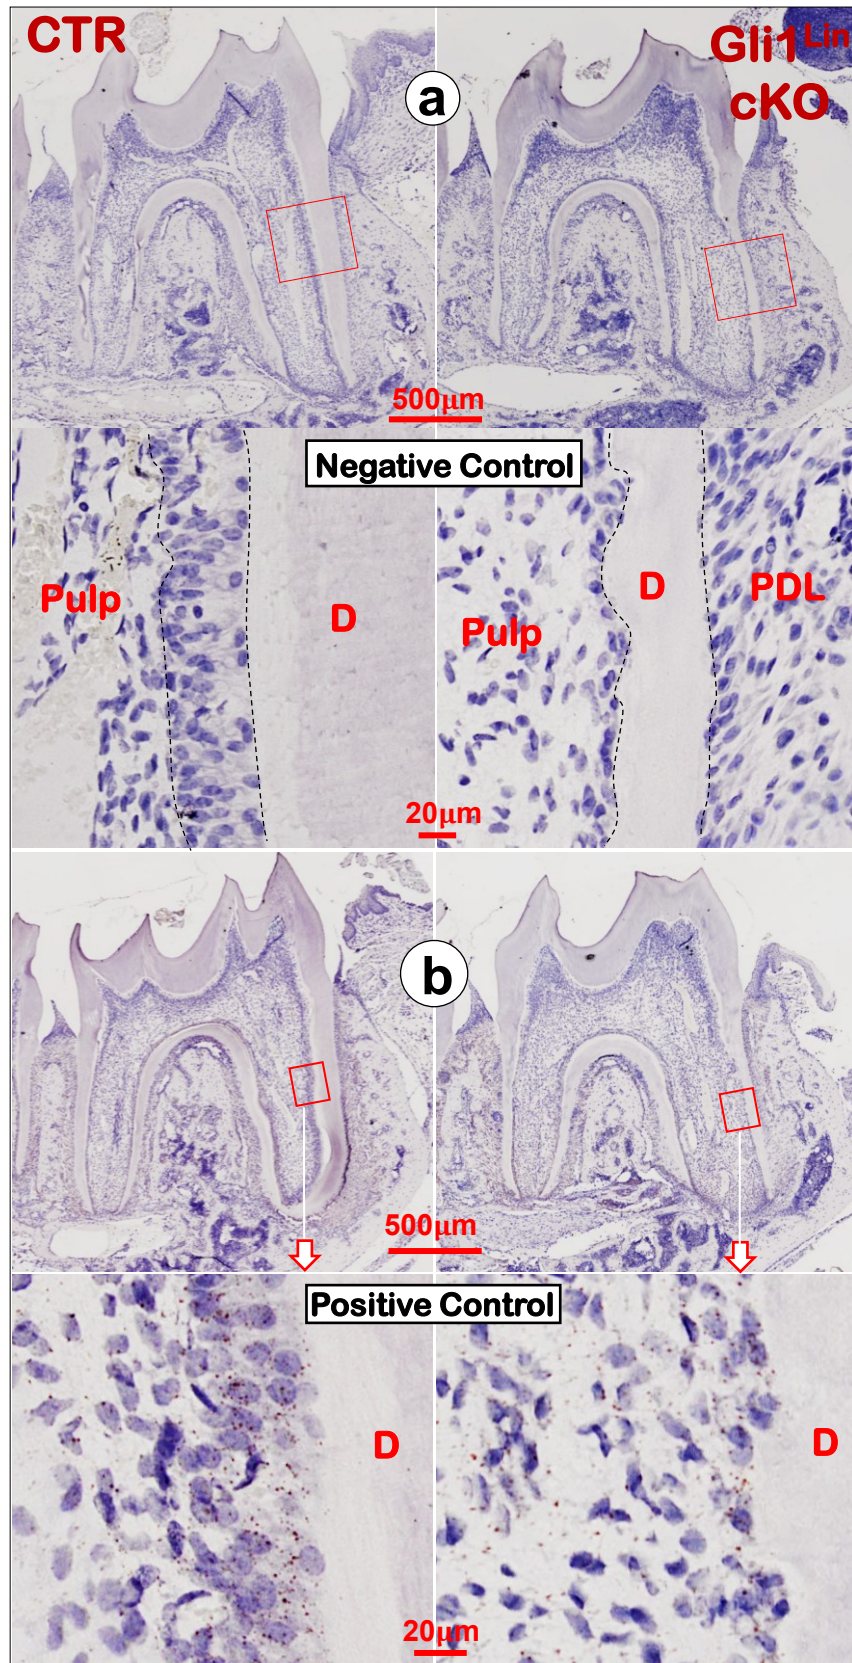 CTR
Gli1Lin
cKO
a
500μm
Negative Control
Pulp
D
Pulp
D
PDL
20μm
b
500μm
Positive Control
D
D
20μm